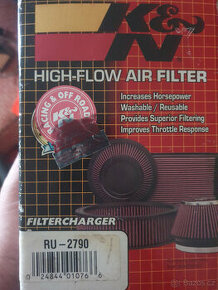 K&N
HIGH-FLOW AIR FILTER
RACING & OFF ROAD
K&N
Increases Horsepower
Washable / Reusable
Provides Superior Filtering
Improves Throttle Response
FILTERCHARGER
RU-2790
0 24844 01076 6